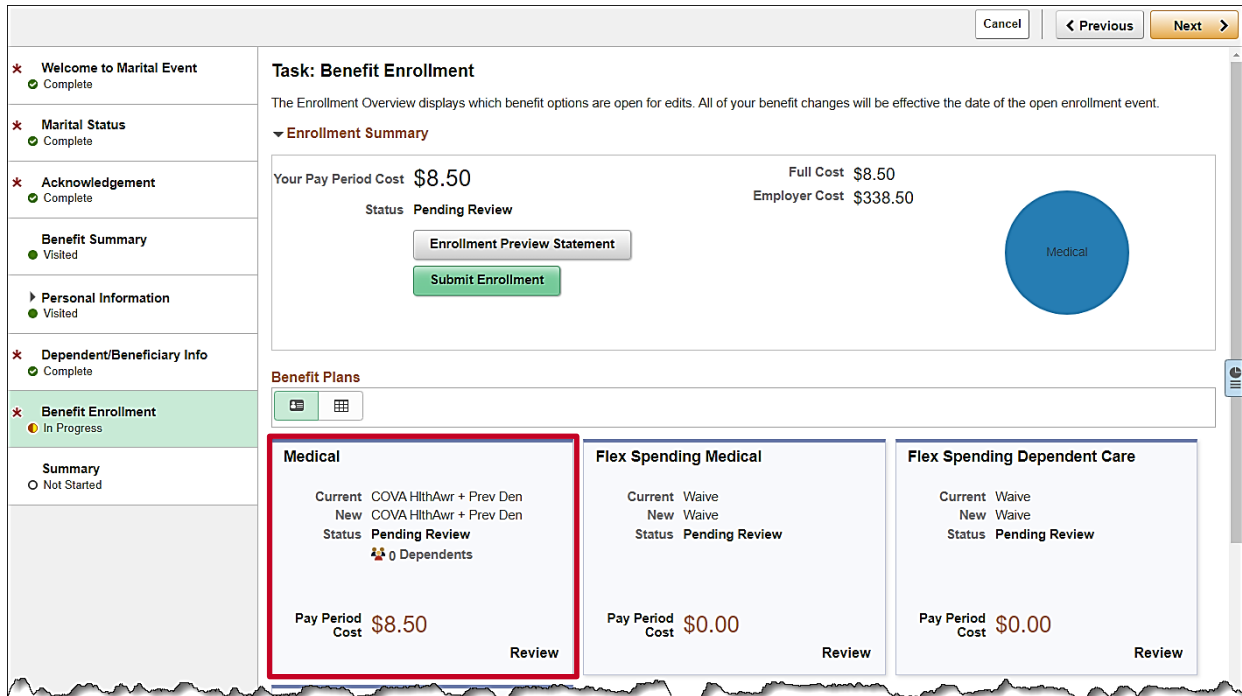 Cancel
Previous
Next
Welcome to Marital Event
Complete
Marital Status
Complete
Acknowledgement
Complete
Benefit Summary
Visited
Personal Information
Visited
Dependent/Beneficiary Info
Complete
Benefit Enrollment
In Progress
Summary
Not Started
Task: Benefit Enrollment
The Enrollment Overview displays which benefit options are open for edits. All of your benefit changes will be effective the date of the open enrollment event.
Enrollment Summary
Your Pay Period Cost $8.50
Status Pending Review
Enrollment Preview Statement
Submit Enrollment
Full Cost $8.50
Employer Cost $338.50
Medical
Benefit Plans
Medical
Current COVA HlthAwr + Prev Den
New COVA HlthAwr + Prev Den
Status Pending Review
0 Dependents
Pay Period
Cost $8.50
Review
Flex Spending Medical
Current Waive
New Waive
Status Pending Review
Pay Period
Cost $0.00
Review
Flex Spending Dependent Care
Current Waive
New Waive
Status Pending Review
Pay Period
Cost $0.00
Review